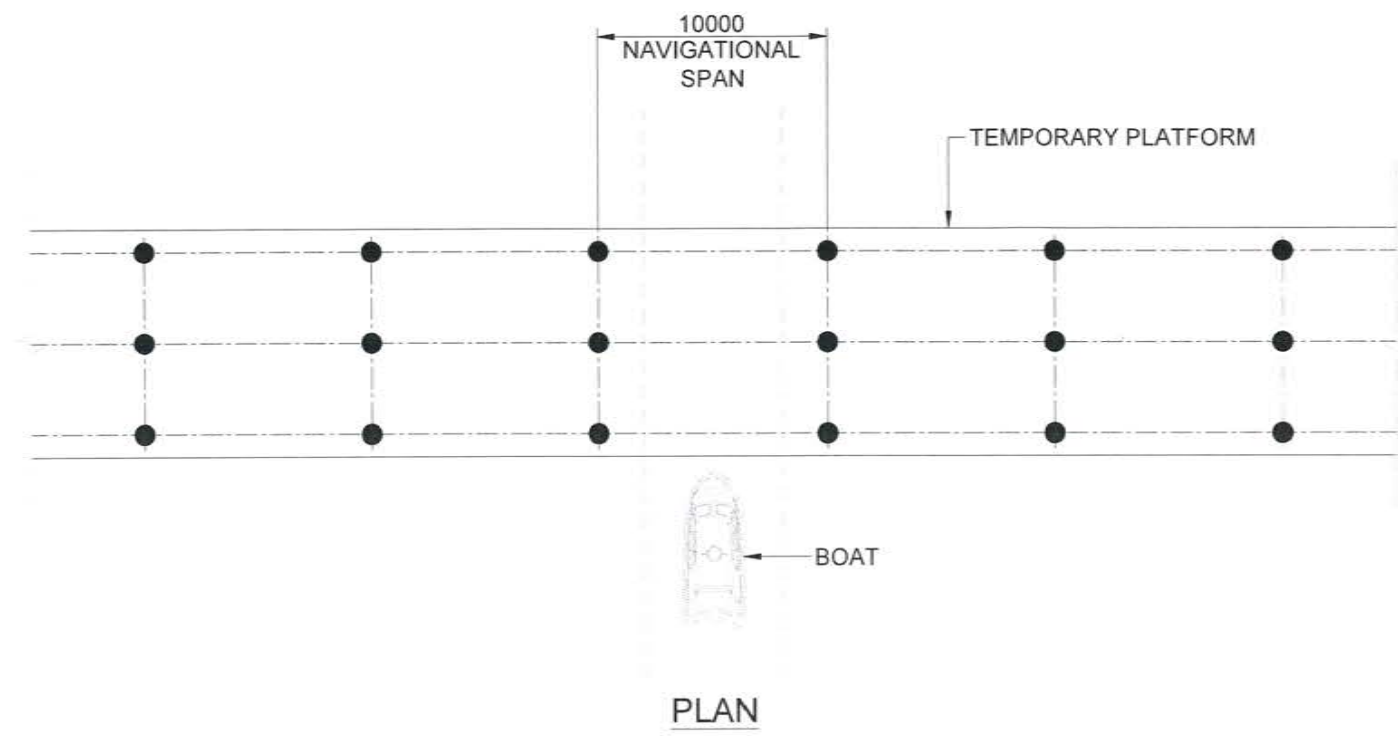 10000
NAVIGATIONAL
SPAN
TEMPORARY PLATFORM
BOAT
PLAN